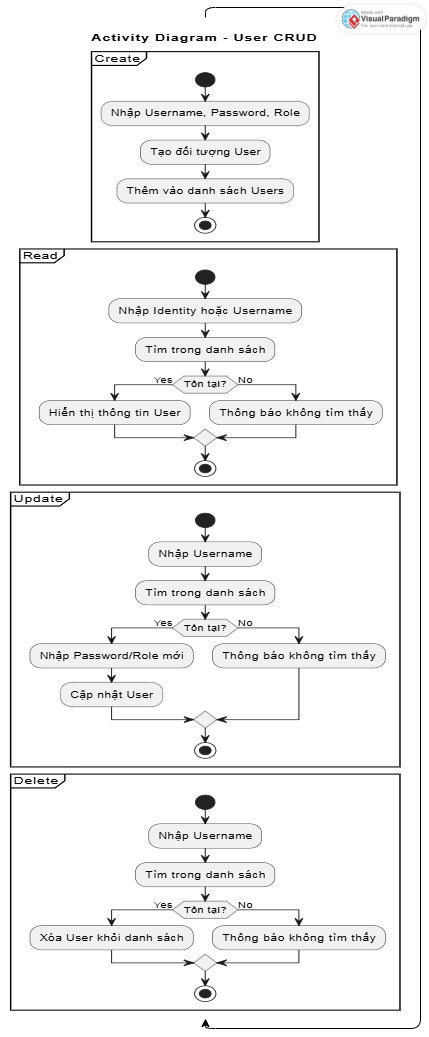 Made with
VisualParadigm
For non-commercial use
Activity Diagram - User CRUD
Create
Nhập Username, Password, Role
Tạo đối tượng User
Thêm vào danh sách Users
Read
Nhập Identity hoặc Username
Tìm trong danh sách
Yes Tồn tại? No
Hiển thị thông tin User Thông báo không tìm thấy
Update
Nhập Username
Tìm trong danh sách
Yes Tồn tại? No
Nhập Password/Role mới Thông báo không tìm thấy
Cập nhật User
Delete
Nhập Username
Tìm trong danh sách
Yes Tồn tại? No
Xóa User khỏi danh sách Thông báo không tìm thấy